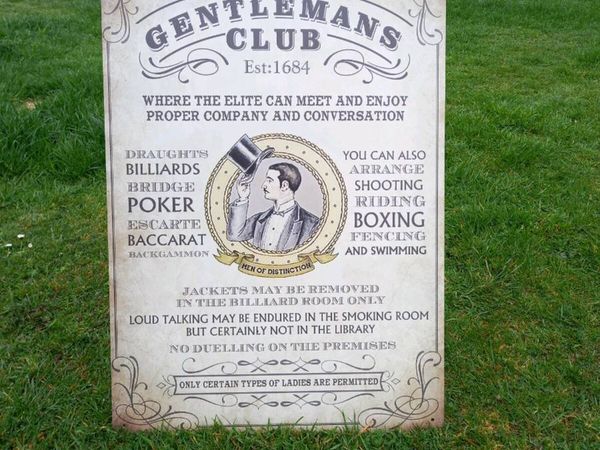 GENTLEMANS
CLUB
Est:1684
WHERE THE ELITE CAN MEET AND ENJOY
PROPER COMPANY AND CONVERSATION
DRAUGHTS
BILLIARDS
BRIDGE
POKER
ESCARTE
BACCARAT
BACKGAMMON
MEN OF DISTINCTION
YOU CAN ALSO
ARRANGE
SHOOTING
RIDING
BOXING
FENCING
AND SWIMMING
JACKETS MAY BE REMOVED
IN THE BILLIARD ROOM ONLY
LOUD TALKING MAY BE ENDURED IN THE SMOKING ROOM
BUT CERTAINLY NOT IN THE LIBRARY
NO DUELLING ON THE PREMISES
ONLY CERTAIN TYPES OF LADIES ARE PERMITTED